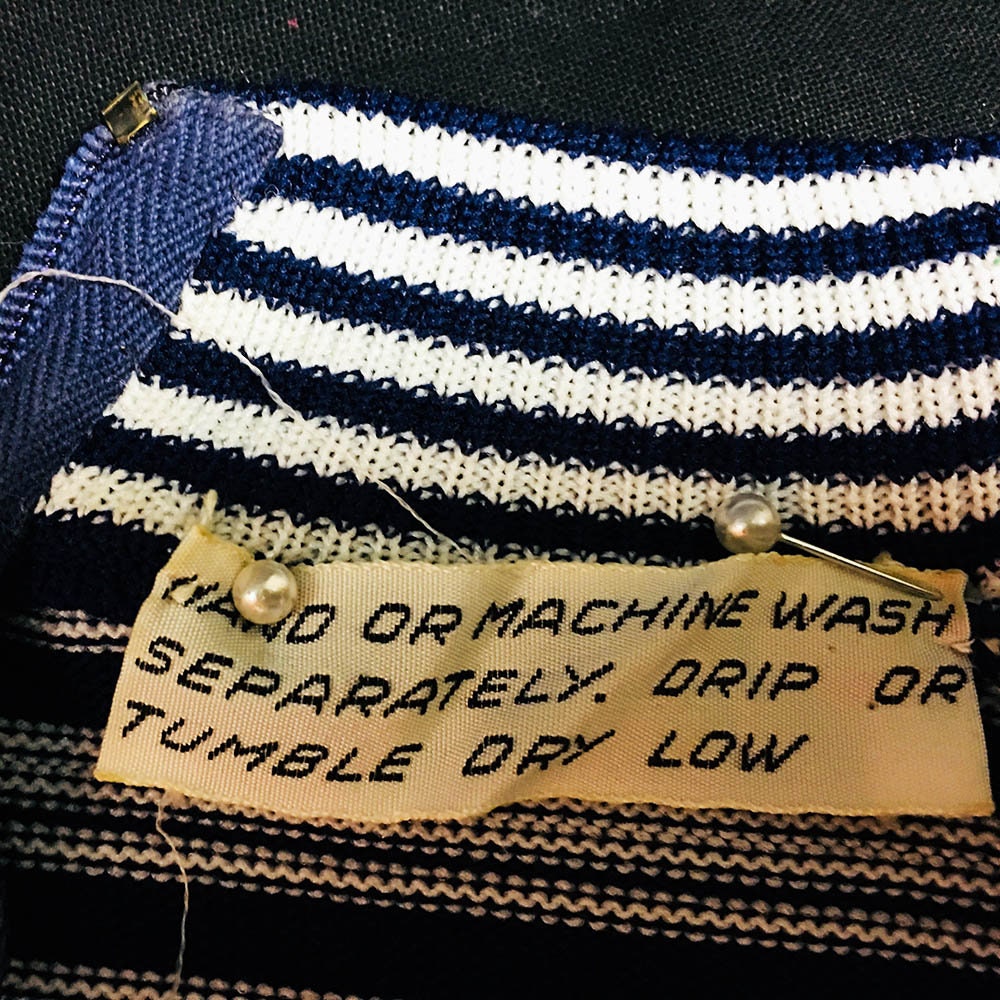 HAND OR MACHINE WASH
SEPARATELY. DRIP OR
TUMBLE DRY LOW